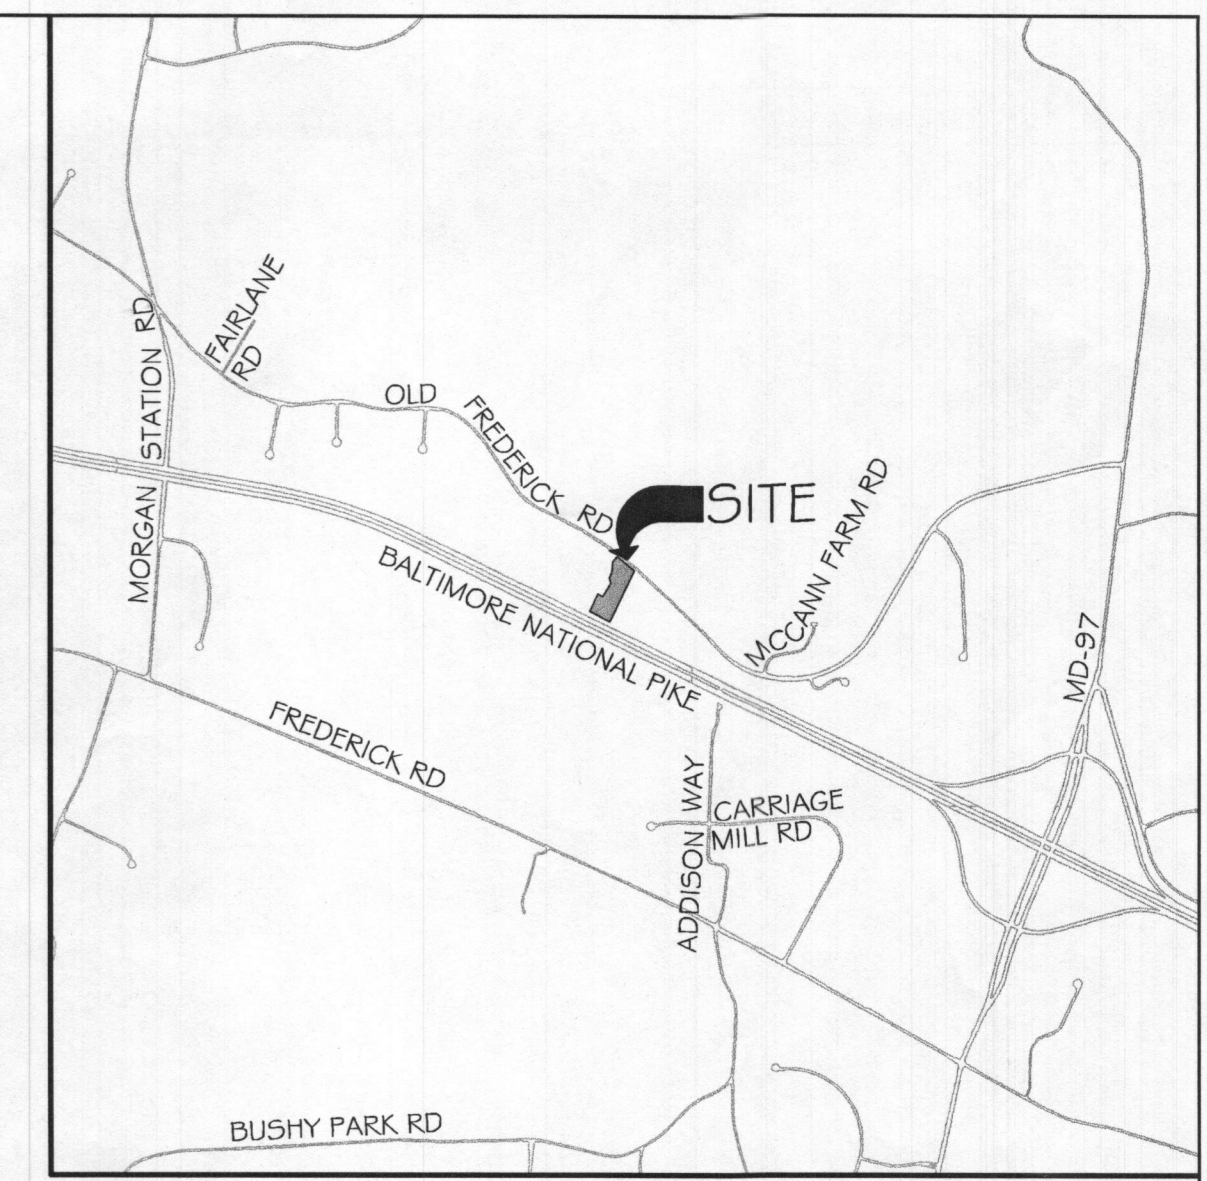 FAIRLANE
RD
MORGAN STATION RD
OLD FREDERICK RD
SITE
MCCANN FARM RD
BALTIMORE NATIONAL PIKE
MD-97
FREDERICK RD
ADDISON WAY
CARRIAGE
MILL RD
BUSHY PARK RD